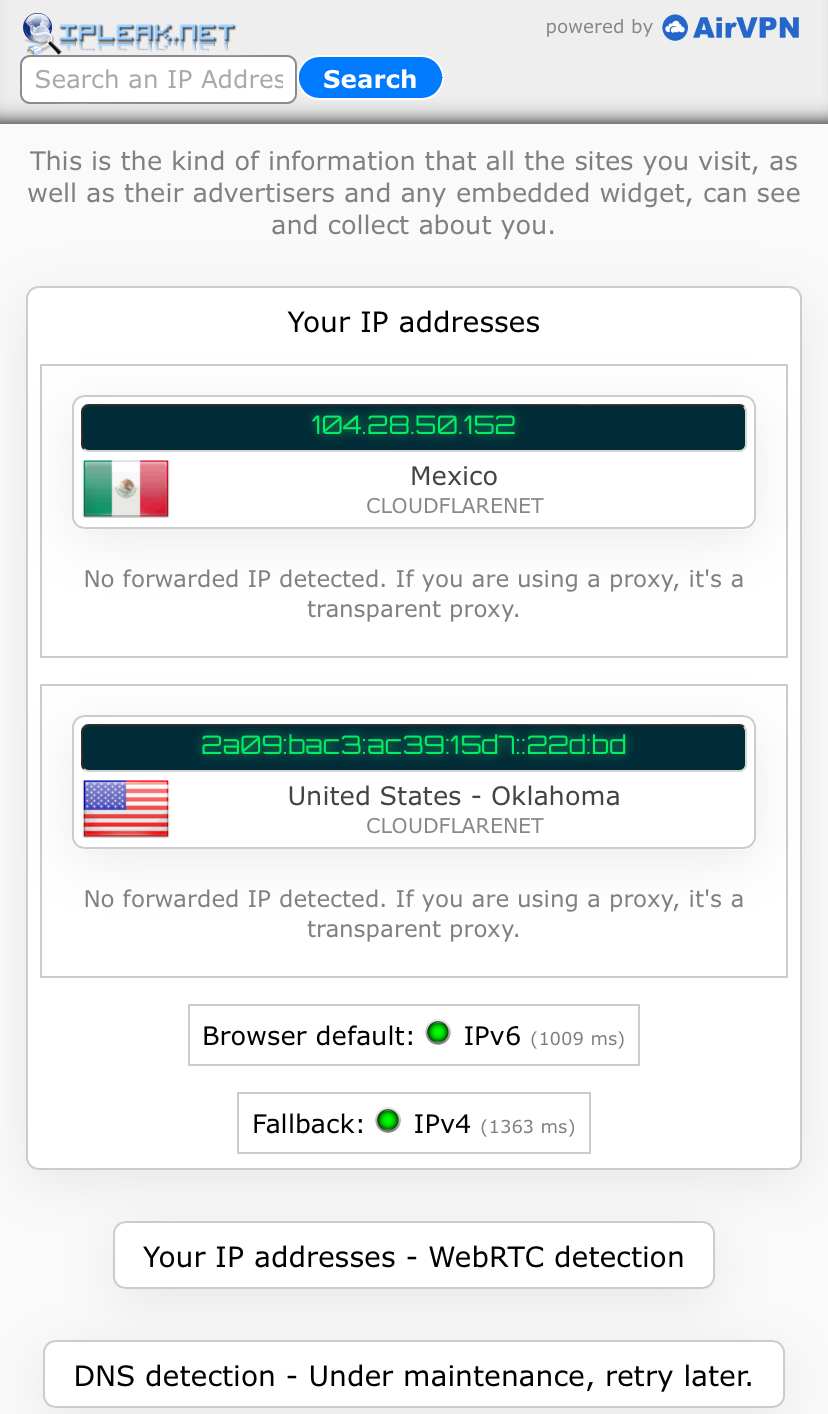 IPLEAK.NET
powered by AirVPN
Search an IP Addres
Search
This is the kind of information that all the sites you visit, as
well as their advertisers and any embedded widget, can see
and collect about you.
Your IP addresses
104.28.50.152
Mexico
CLOUDFLARENET
No forwarded IP detected. If you are using a proxy, it's a
transparent proxy.
2a09:bac3:ac39:15d7::22d:bd
United States - Oklahoma
CLOUDFLARENET
No forwarded IP detected. If you are using a proxy, it's a
transparent proxy.
Browser default: IPv6 (1009 ms)
Fallback: IPv4 (1363 ms)
Your IP addresses - WebRTC detection
DNS detection - Under maintenance, retry later.